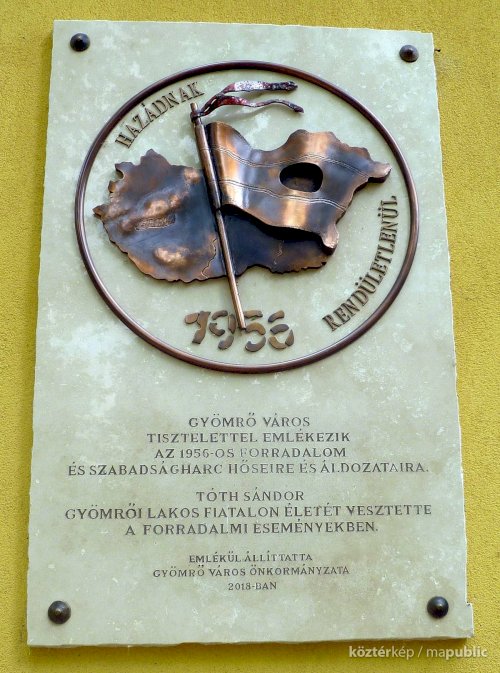 HAZÁDNAK
RENDÜLETLENÜL
1956
GYÖMRŐ VÁROS
TISZTELETTEL EMLÉKEZIK
AZ 1956-OS FORRADALOM
ÉS SZABADSÁGHARC HŐSEIRE ÉS ÁLDOZATAIRA.
TÓTH SÁNDOR
GYÖMRŐI LAKOS FIATALON ÉLETÉT VESZTETTE
A FORRADALMI ESEMÉNYEKBEN.
EMLÉKÜL ÁLLÍTTATTA
GYÖMRŐ VÁROS ÖNKORMÁNYZATA
2018-BAN
köztérkép / mapublic